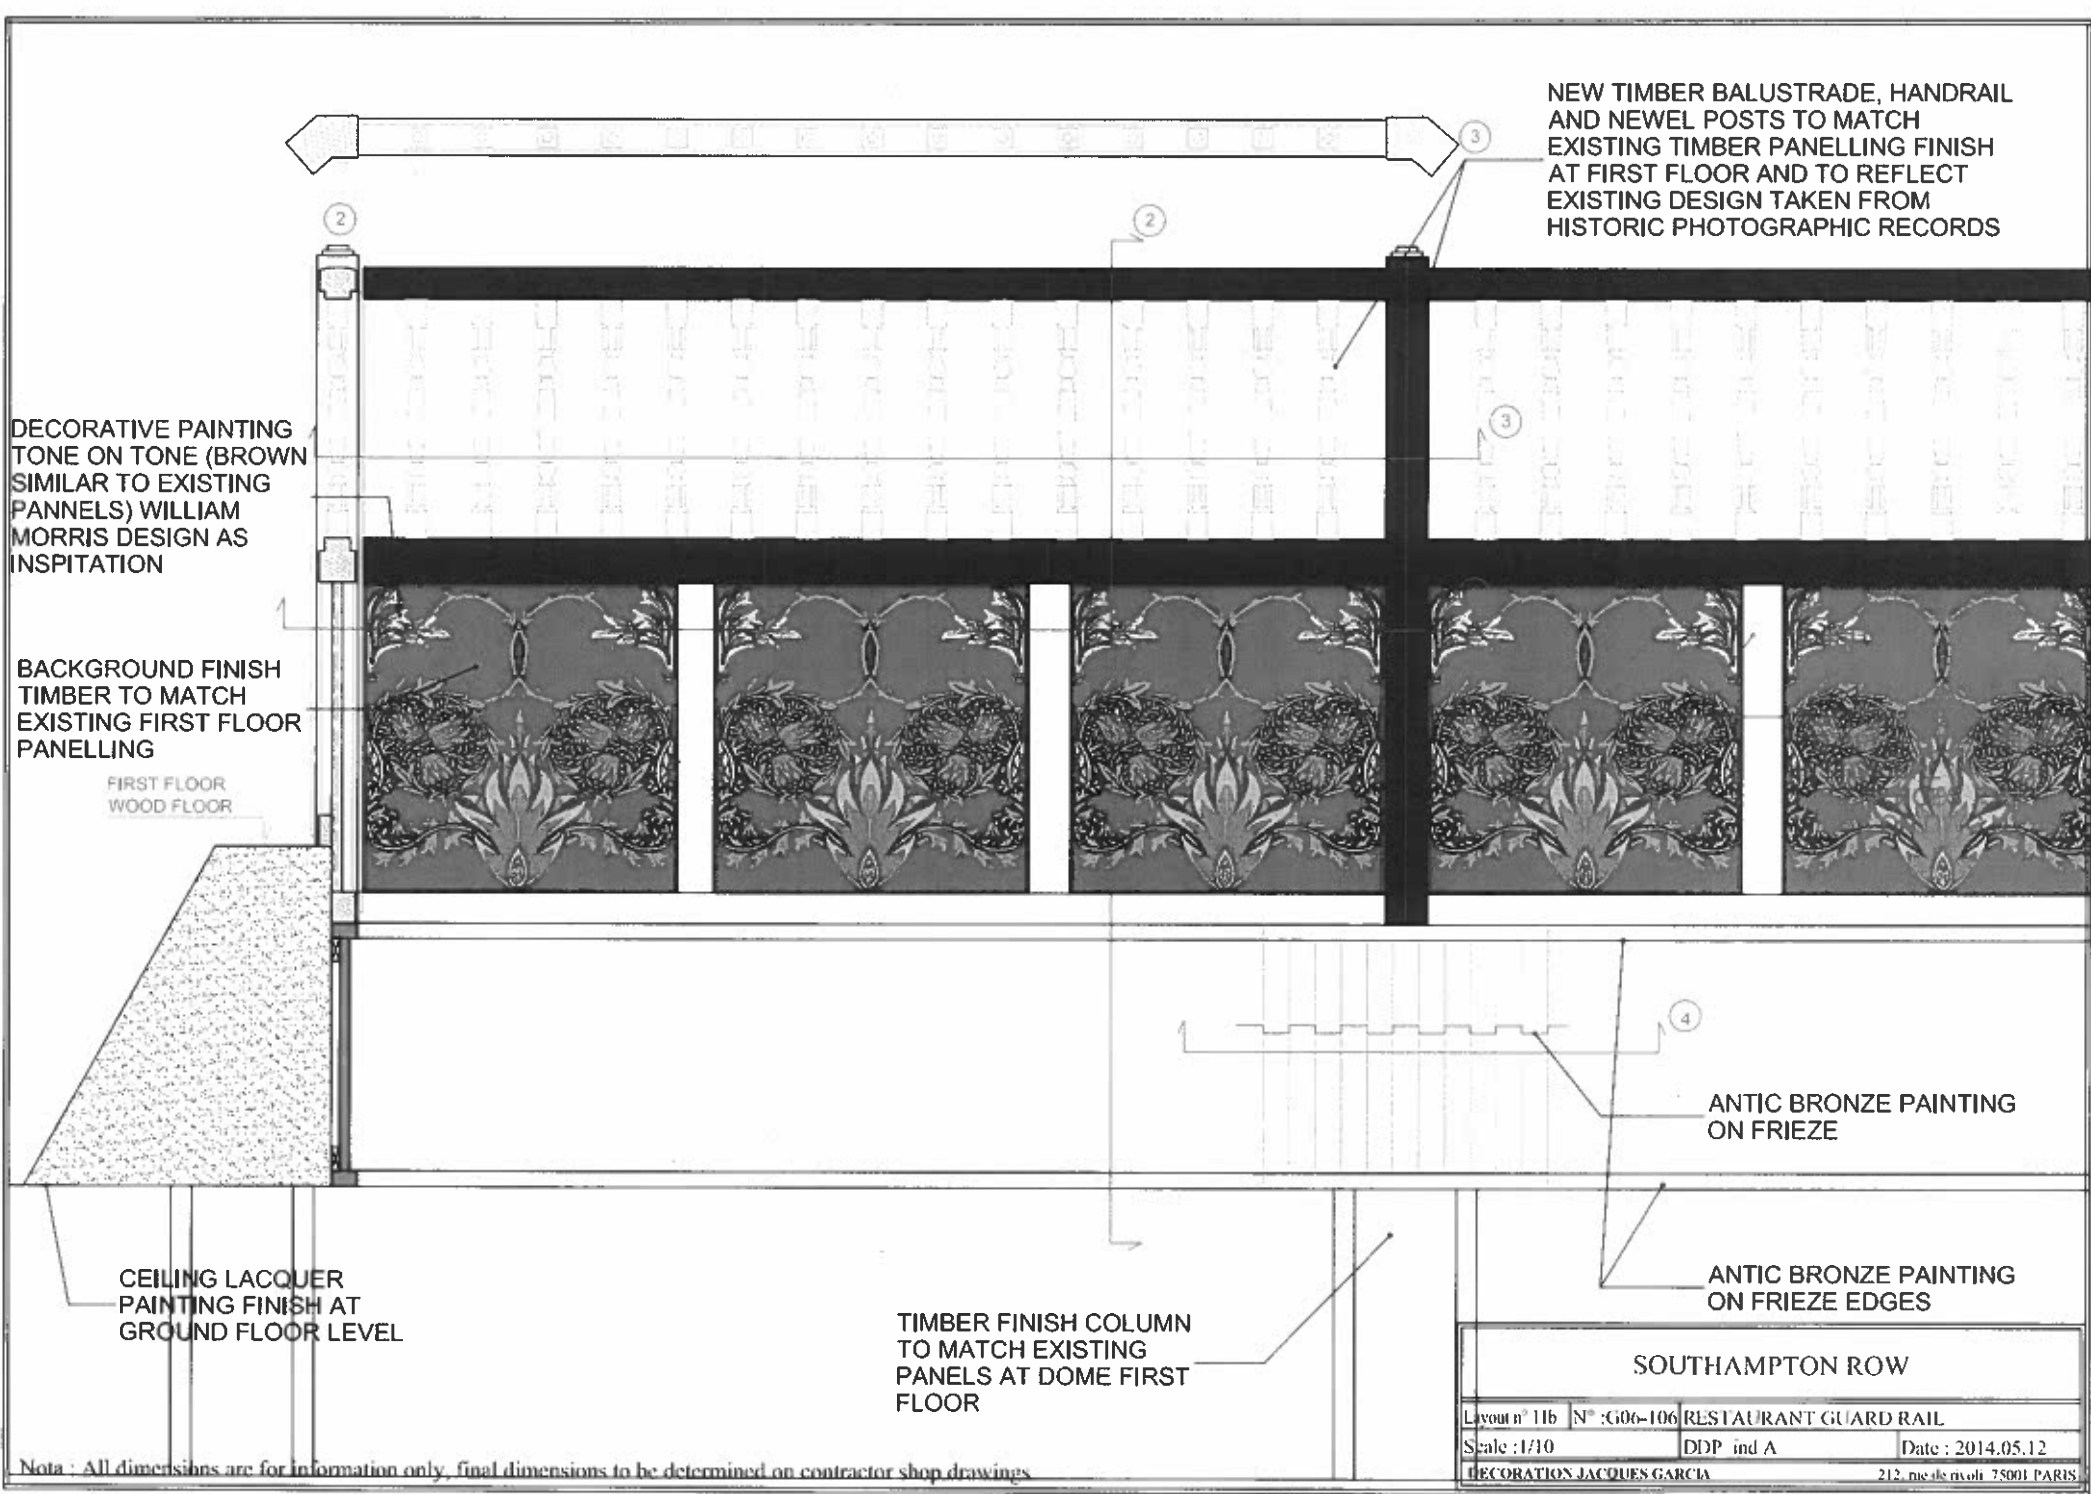 NEW TIMBER BALUSTRADE, HANDRAIL
AND NEWEL POSTS TO MATCH
EXISTING TIMBER PANELLING FINISH
AT FIRST FLOOR AND TO REFLECT
EXISTING DESIGN TAKEN FROM
HISTORIC PHOTOGRAPHIC RECORDS
3
2
2
3
DECORATIVE PAINTING
TONE ON TONE (BROWN
SIMILAR TO EXISTING
PANNELS) WILLIAM
MORRIS DESIGN AS
INSPITATION
BACKGROUND FINISH
TIMBER TO MATCH
EXISTING FIRST FLOOR
PANELLING
FIRST FLOOR
WOOD FLOOR
4
ANTIC BRONZE PAINTING
ON FRIEZE
CEILING LACQUER
PAINTING FINISH AT
GROUND FLOOR LEVEL
TIMBER FINISH COLUMN
TO MATCH EXISTING
PANELS AT DOME FIRST
FLOOR
ANTIC BRONZE PAINTING
ON FRIEZE EDGES
SOUTHAMPTON ROW
Layout n° 11b N° :G06-106 RESTAURANT GUARD RAIL
Scale :1/10 DDP ind A Date : 2014.05.12
DECORATION JACQUES GARCIA 212, rue de rivoli 75001 PARIS
Nota : All dimensions are for information only, final dimensions to be determined on contractor shop drawings